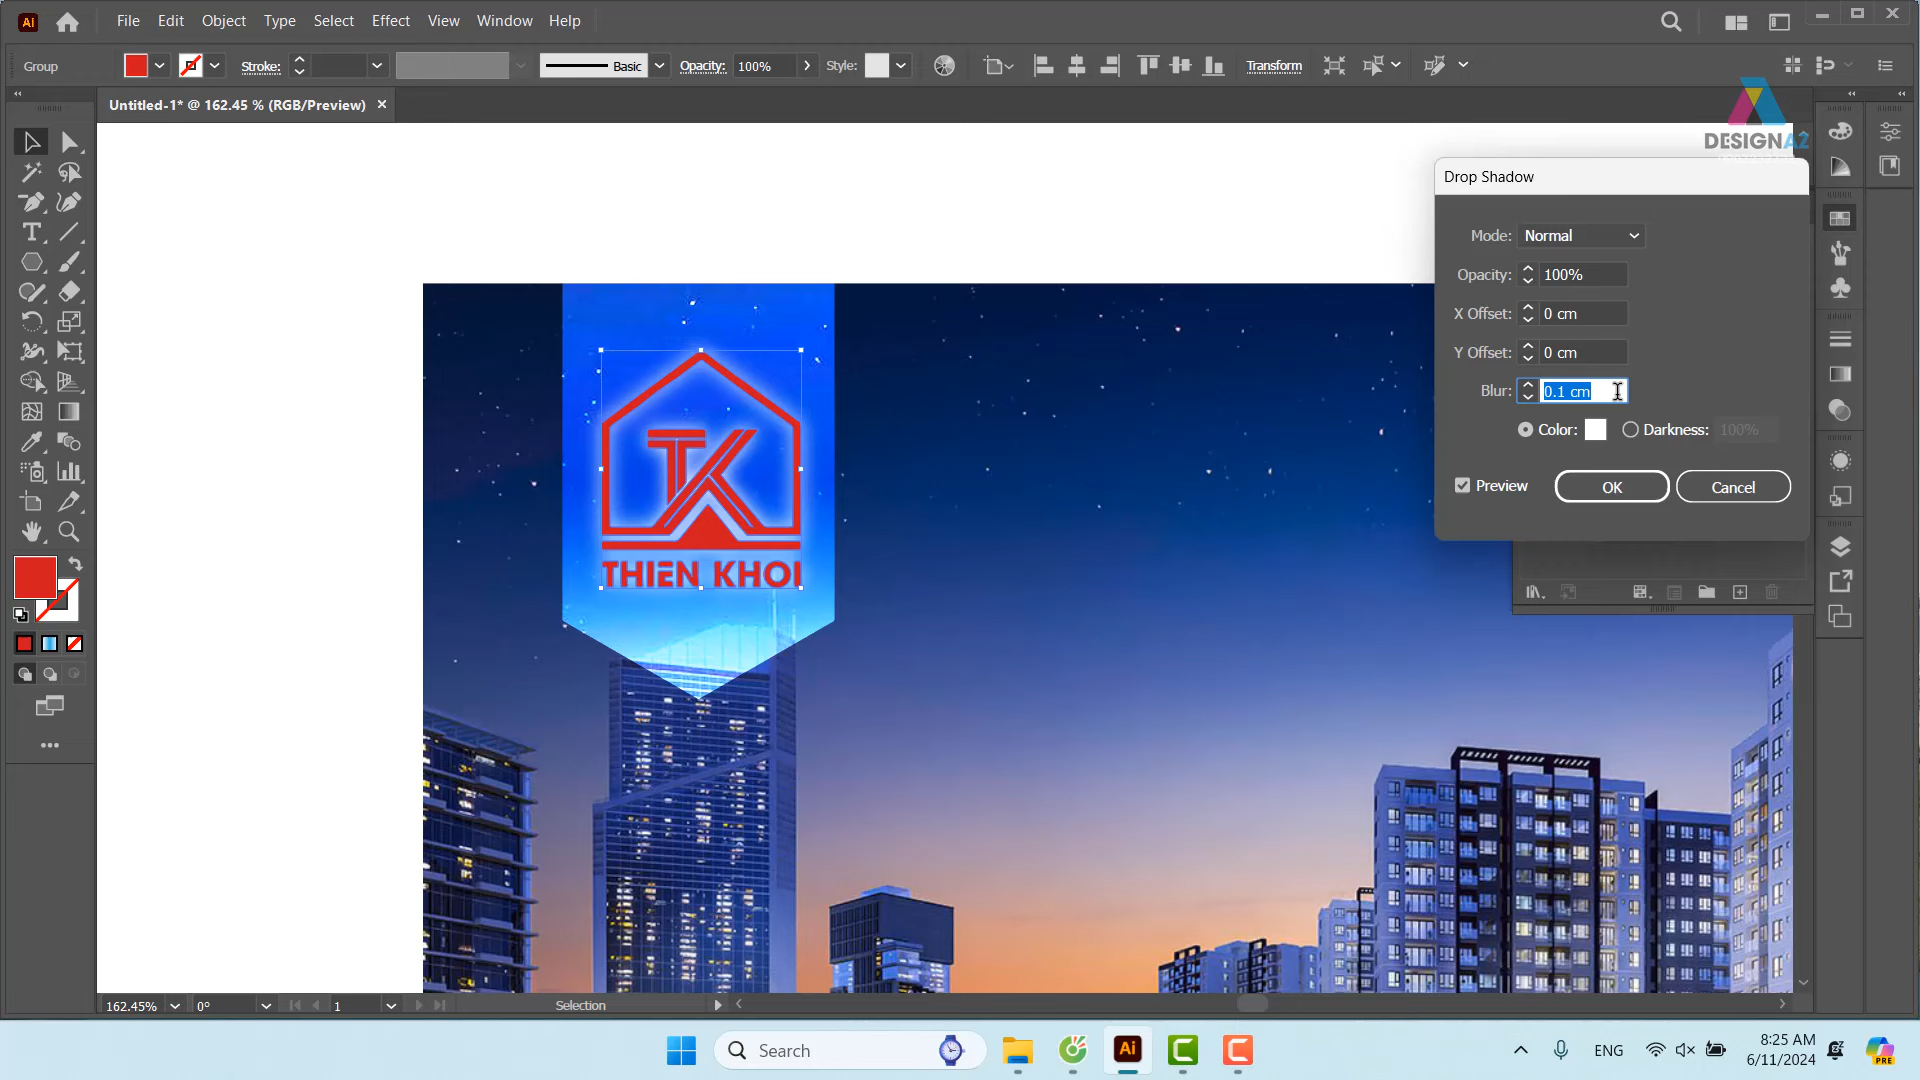 File Edit Object Type Select Effect View Window Help
Group
Stroke:
Basic
Opacity:
100%
Style:
Transform
Untitled-1* @ 162.45 % (RGB/Preview)
DESIGNA2
Drop Shadow
Mode:
Normal
Opacity:
100%
X Offset:
0 cm
Y Offset:
0 cm
Blur:
0.1 cm
Color:
Darkness:
100%
Preview
OK
Cancel
TK
THIEN KHOI
162.45%
0°
1
Selection
Search
ENG
8:25 AM
6/11/2024
Ai
PRE